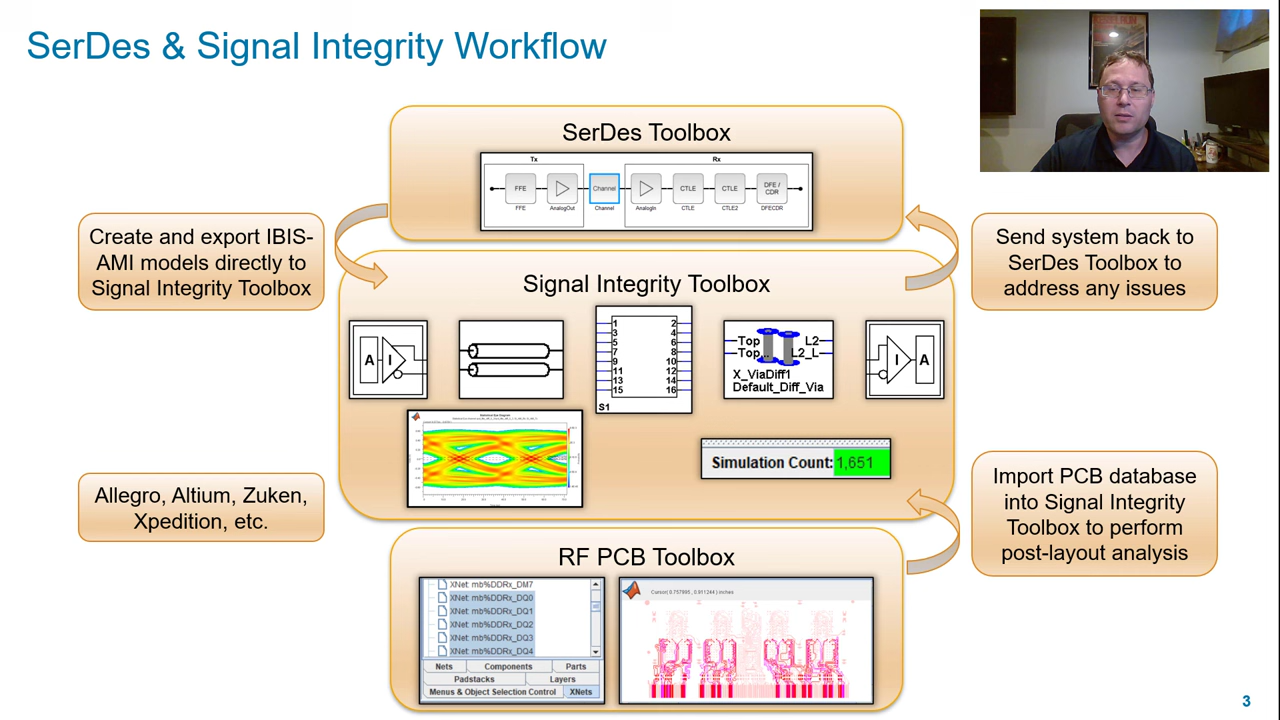 SerDes & Signal Integrity Workflow
SerDes Toolbox
Tx
Rx
FFE
Channel
CTLE
CTLE
DFE /
CDR
FFE
AnalogOut
Channel
AnalogIn
CTLE
CTLE2
DFECDR
Create and export IBIS-
AMI models directly to
Signal Integrity Toolbox
Send system back to
SerDes Toolbox to
address any issues
Signal Integrity Toolbox
A
I
1
3
5
7
9
11
13
15
2
4
6
8
10
12
14
16
S1
Top
L2
Top
L2_L
X_ViaDiff1
Default_Diff_Via
I
A
Simulation Count: 1,651
Allegro, Altium, Zuken,
Xpedition, etc.
Import PCB database
into Signal Integrity
Toolbox to perform
post-layout analysis
RF PCB Toolbox
XNet: mb%DDRx_DM7
XNet: mb%DDRx_DQ0
XNet: mb%DDRx_DQ1
XNet: mb%DDRx_DQ2
XNet: mb%DDRx_DQ3
XNet: mb%DDRx_DQ4
Nets
Components
Parts
Padstacks
Layers
Menus & Object Selection Control
XNets
Cursor( 0.757895 , 0.811244 ) inches
3